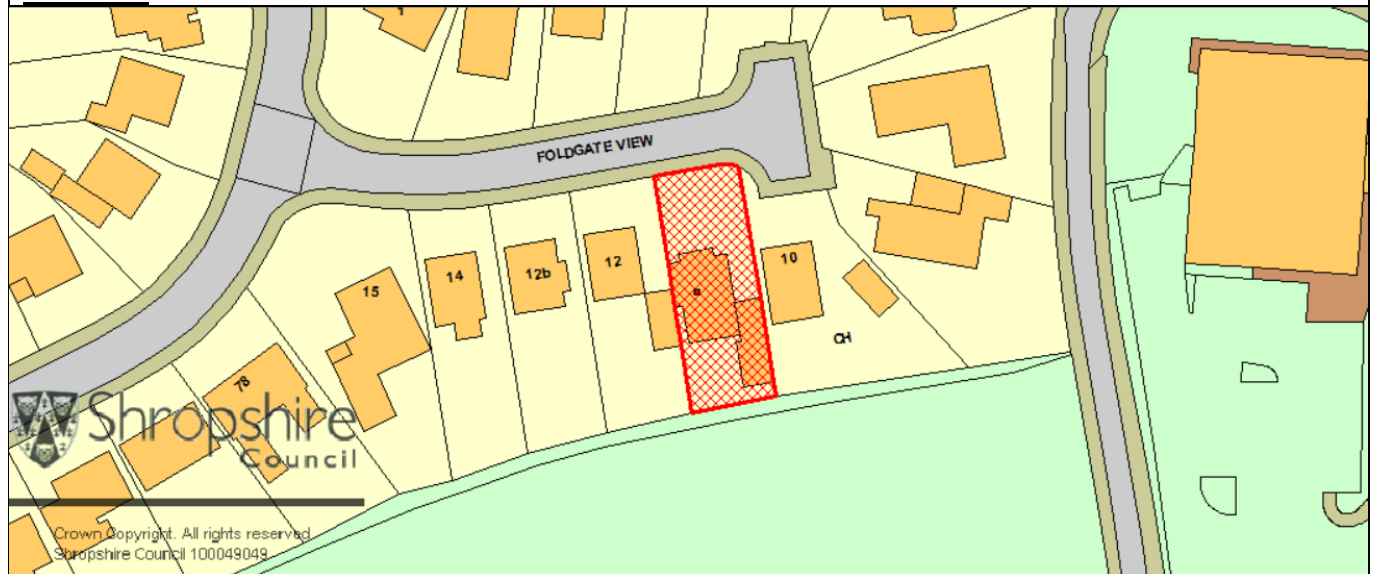 1
FOLDGATE VIEW
10
12
12b
14
15
CH
78
Shropshire
Council
Crown Copyright. All rights reserved
Shropshire Council 100049049